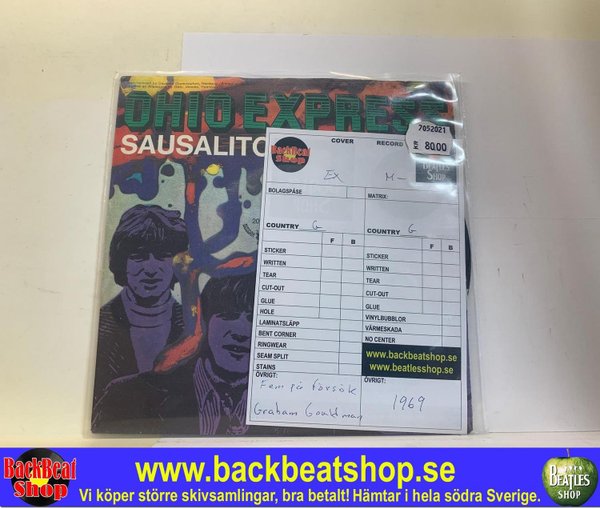 OHIO EXPRESS
SAUSALITO
7052021
KR 80.00
BackBeat Shop
COVER
RECORD
BEATLES SHOP
EX
M-
BOLAGSPÅSE
MATRIX:
COUNTRY G
COUNTRY G
F B
F B
STICKER
WRITTEN
TEAR
CUT-OUT
GLUE
HOLE
LAMINATSLÄPP
BENT CORNER
RINGWEAR
SEAM SPLIT
STAINS
STICKER
WRITTEN
TEAR
CUT-OUT
GLUE
VINYLBUBBLOR
VÄRMESKADA
NO CENTER
www.backbeatshop.se
www.beatlesshop.se
ÖVRIGT:
Fem på försök
Graham Gouldman
ÖVRIGT:
1969
BackBeat Shop
www.backbeatshop.se
Vi köper större skivsamlingar, bra betalt! Hämtar i hela södra Sverige.
BEATLES SHOP